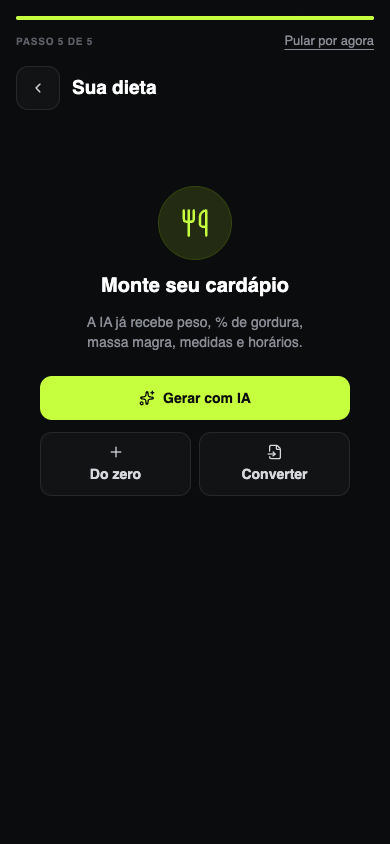 PASSO 5 DE 5
Pular por agora
Sua dieta
Monte seu cardápio
A IA já recebe peso, % de gordura,
massa magra, medidas e horários.
Gerar com IA
Do zero
Converter